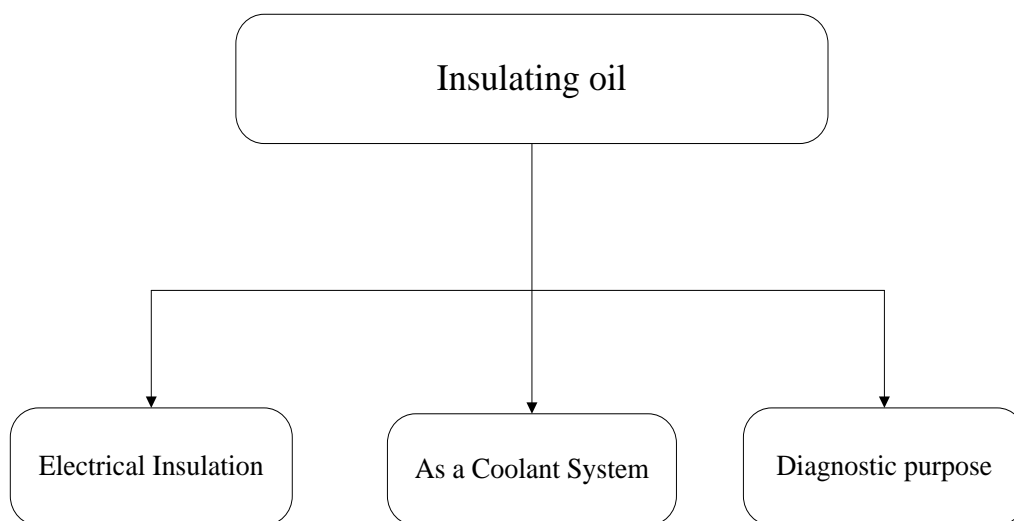 Insulating oil
Electrical Insulation
As a Coolant System
Diagnostic purpose